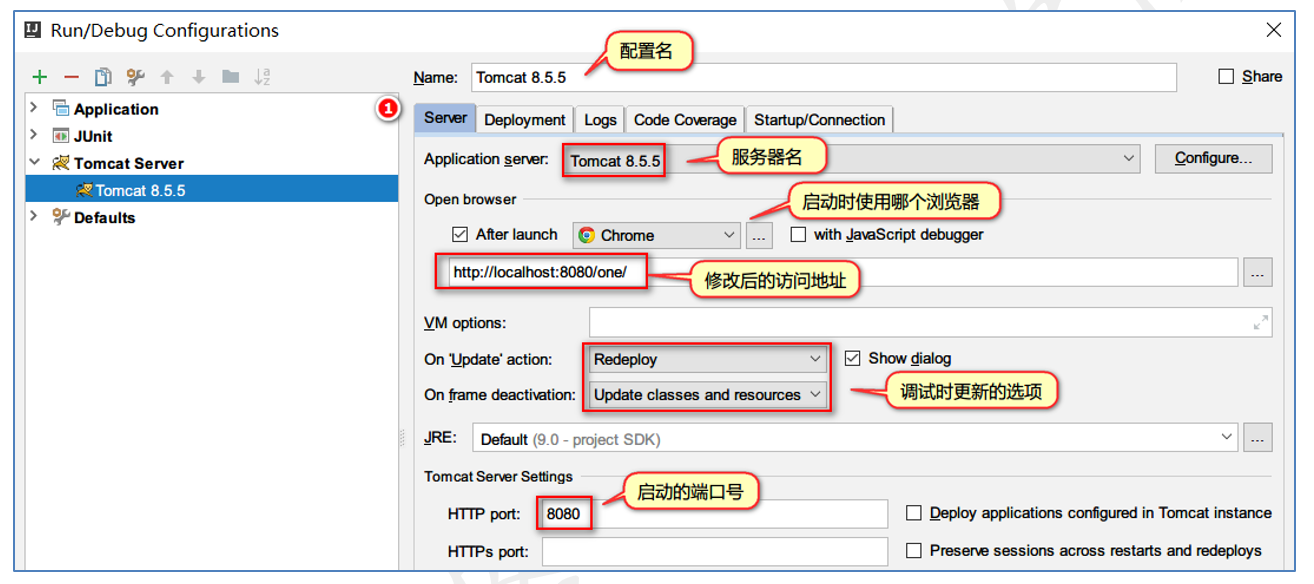 Run/Debug Configurations
配置名
Name: Tomcat 8.5.5
Share
Application
1
JUnit
Tomcat Server
Tomcat 8.5.5
Defaults
Server Deployment Logs Code Coverage Startup/Connection
Application server: Tomcat 8.5.5
服务器名
Configure...
Open browser
启动时使用哪个浏览器
After launch Chrome ... with JavaScript debugger
http://localhost:8080/one/
...
修改后的访问地址
VM options:
On 'Update' action: Redeploy Show dialog
On frame deactivation: Update classes and resources
调试时更新的选项
JRE: Default (9.0 - project SDK) ...
Tomcat Server Settings
启动的端口号
HTTP port: 8080 Deploy applications configured in Tomcat instance
HTTPs port: Preserve sessions across restarts and redeploys